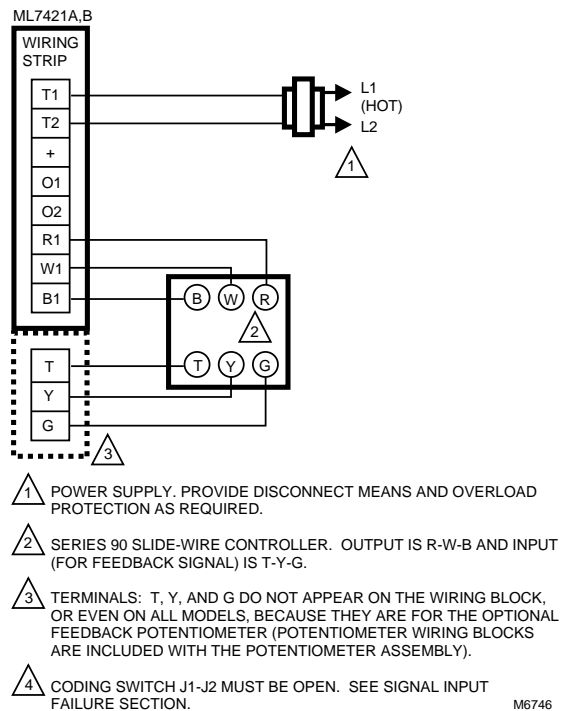 ML7421A,B
WIRING
STRIP
T1
T2
+
O1
O2
R1
W1
B1
T
Y
G
L1
(HOT)
L2
1
B W R
2
T Y G
3
1 POWER SUPPLY. PROVIDE DISCONNECT MEANS AND OVERLOAD
PROTECTION AS REQUIRED.
2 SERIES 90 SLIDE-WIRE CONTROLLER. OUTPUT IS R-W-B AND INPUT
(FOR FEEDBACK SIGNAL) IS T-Y-G.
3 TERMINALS: T, Y, AND G DO NOT APPEAR ON THE WIRING BLOCK,
OR EVEN ON ALL MODELS, BECAUSE THEY ARE FOR THE OPTIONAL
FEEDBACK POTENTIOMETER (POTENTIOMETER WIRING BLOCKS
ARE INCLUDED WITH THE POTENTIOMETER ASSEMBLY).
4 CODING SWITCH J1-J2 MUST BE OPEN. SEE SIGNAL INPUT
FAILURE SECTION.
M6746